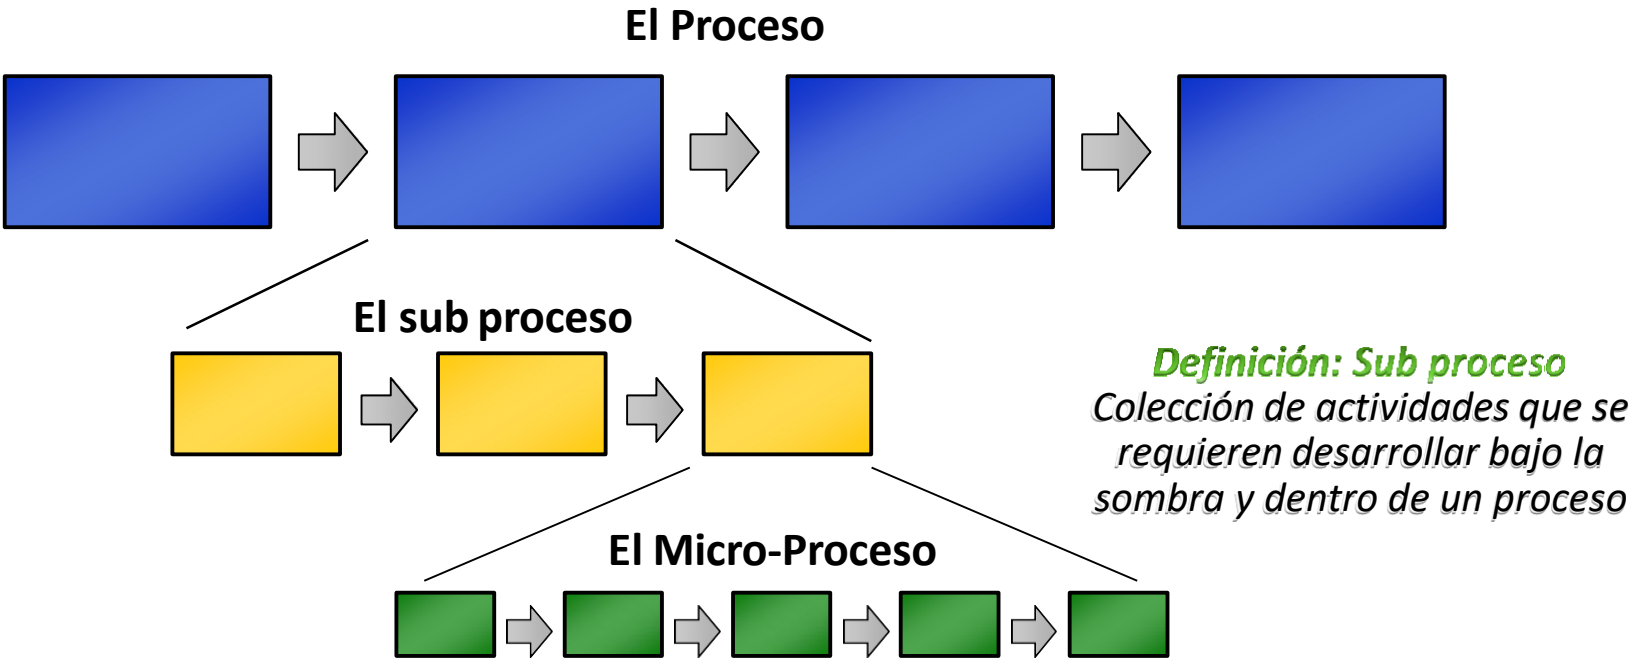 El Proceso
El sub proceso
Definición: Sub proceso
Colección de actividades que se
requieren desarrollar bajo la
sombra y dentro de un proceso
El Micro-Proceso